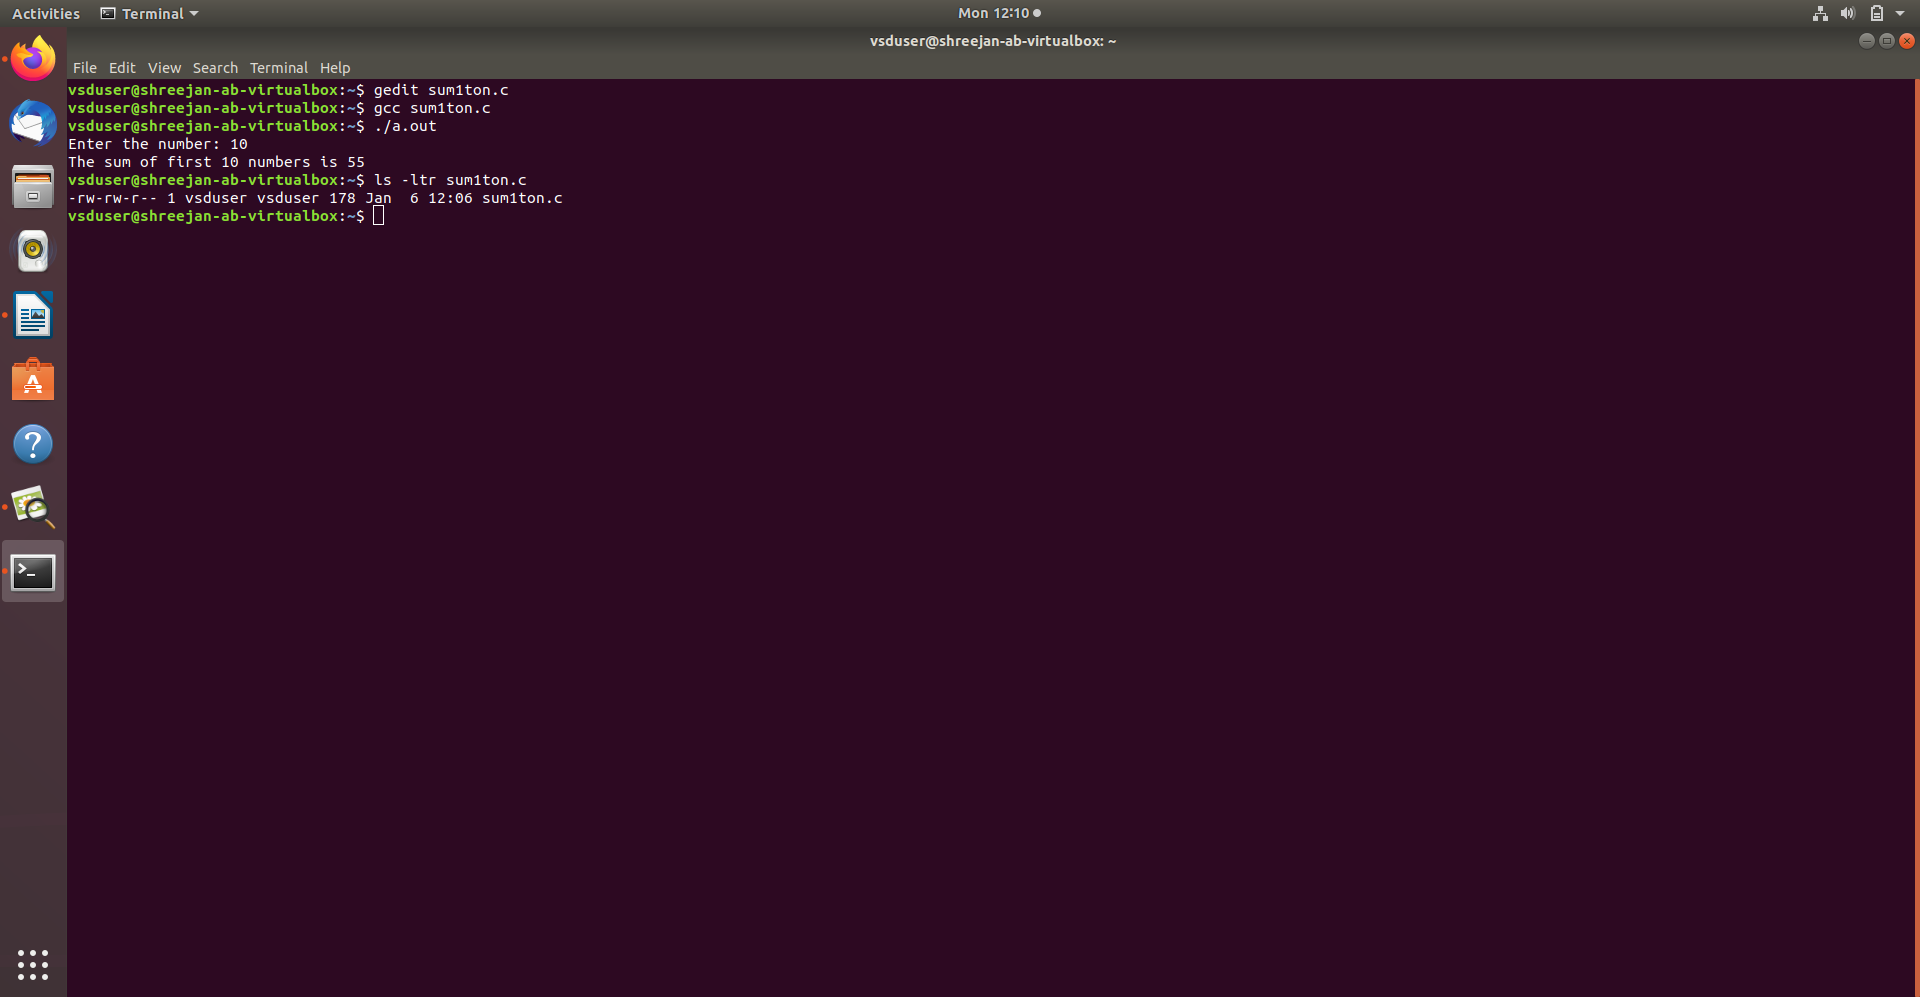 Activities Terminal Mon 12:10
vsduser@shreejan-ab-virtualbox: ~
File Edit View Search Terminal Help
vsduser@shreejan-ab-virtualbox:~$ gedit sum1ton.c
vsduser@shreejan-ab-virtualbox:~$ gcc sum1ton.c
vsduser@shreejan-ab-virtualbox:~$ ./a.out
Enter the number: 10
The sum of first 10 numbers is 55
vsduser@shreejan-ab-virtualbox:~$ ls -ltr sum1ton.c
-rw-rw-r-- 1 vsduser vsduser 178 Jan  6 12:06 sum1ton.c
vsduser@shreejan-ab-virtualbox:~$